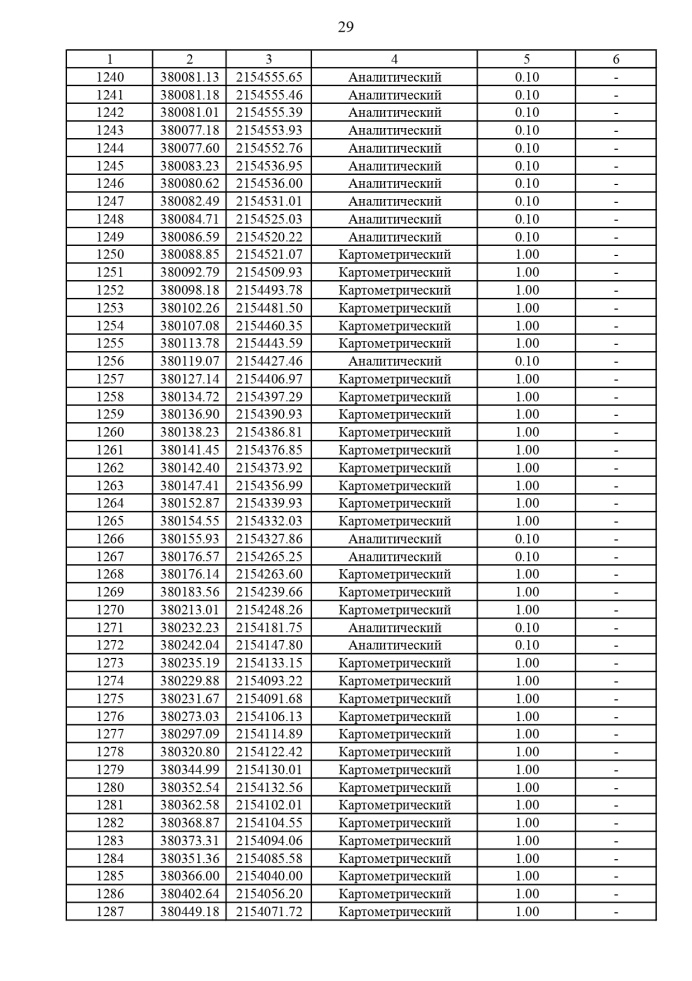 29
1 2 3 4 5 6
1240 380081.13 2154555.65 Аналитический 0.10 -
1241 380081.18 2154555.46 Аналитический 0.10 -
1242 380081.01 2154555.39 Аналитический 0.10 -
1243 380077.18 2154553.93 Аналитический 0.10 -
1244 380077.60 2154552.76 Аналитический 0.10 -
1245 380083.23 2154536.95 Аналитический 0.10 -
1246 380080.62 2154536.00 Аналитический 0.10 -
1247 380082.49 2154531.01 Аналитический 0.10 -
1248 380084.71 2154525.03 Аналитический 0.10 -
1249 380086.59 2154520.22 Аналитический 0.10 -
1250 380088.85 2154521.07 Картометрический 1.00 -
1251 380092.79 2154509.93 Картометрический 1.00 -
1252 380098.18 2154493.78 Картометрический 1.00 -
1253 380102.26 2154481.50 Картометрический 1.00 -
1254 380107.08 2154460.35 Картометрический 1.00 -
1255 380113.78 2154443.59 Картометрический 1.00 -
1256 380119.07 2154427.46 Аналитический 0.10 -
1257 380127.14 2154406.97 Картометрический 1.00 -
1258 380134.72 2154397.29 Картометрический 1.00 -
1259 380136.90 2154390.93 Картометрический 1.00 -
1260 380138.23 2154386.81 Картометрический 1.00 -
1261 380141.45 2154376.85 Картометрический 1.00 -
1262 380142.40 2154373.92 Картометрический 1.00 -
1263 380147.41 2154356.99 Картометрический 1.00 -
1264 380152.87 2154339.93 Картометрический 1.00 -
1265 380154.55 2154332.03 Картометрический 1.00 -
1266 380155.93 2154327.86 Аналитический 0.10 -
1267 380176.57 2154265.25 Аналитический 0.10 -
1268 380176.14 2154263.60 Картометрический 1.00 -
1269 380183.56 2154239.66 Картометрический 1.00 -
1270 380213.01 2154248.26 Картометрический 1.00 -
1271 380232.23 2154181.75 Аналитический 0.10 -
1272 380242.04 2154147.80 Аналитический 0.10 -
1273 380235.19 2154133.15 Картометрический 1.00 -
1274 380229.88 2154093.22 Картометрический 1.00 -
1275 380231.67 2154091.68 Картометрический 1.00 -
1276 380273.03 2154106.13 Картометрический 1.00 -
1277 380297.09 2154114.89 Картометрический 1.00 -
1278 380320.80 2154122.42 Картометрический 1.00 -
1279 380344.99 2154130.01 Картометрический 1.00 -
1280 380352.54 2154132.56 Картометрический 1.00 -
1281 380362.58 2154102.01 Картометрический 1.00 -
1282 380368.87 2154104.55 Картометрический 1.00 -
1283 380373.31 2154094.06 Картометрический 1.00 -
1284 380351.36 2154085.58 Картометрический 1.00 -
1285 380366.00 2154040.00 Картометрический 1.00 -
1286 380402.64 2154056.20 Картометрический 1.00 -
1287 380449.18 2154071.72 Картометрический 1.00 -